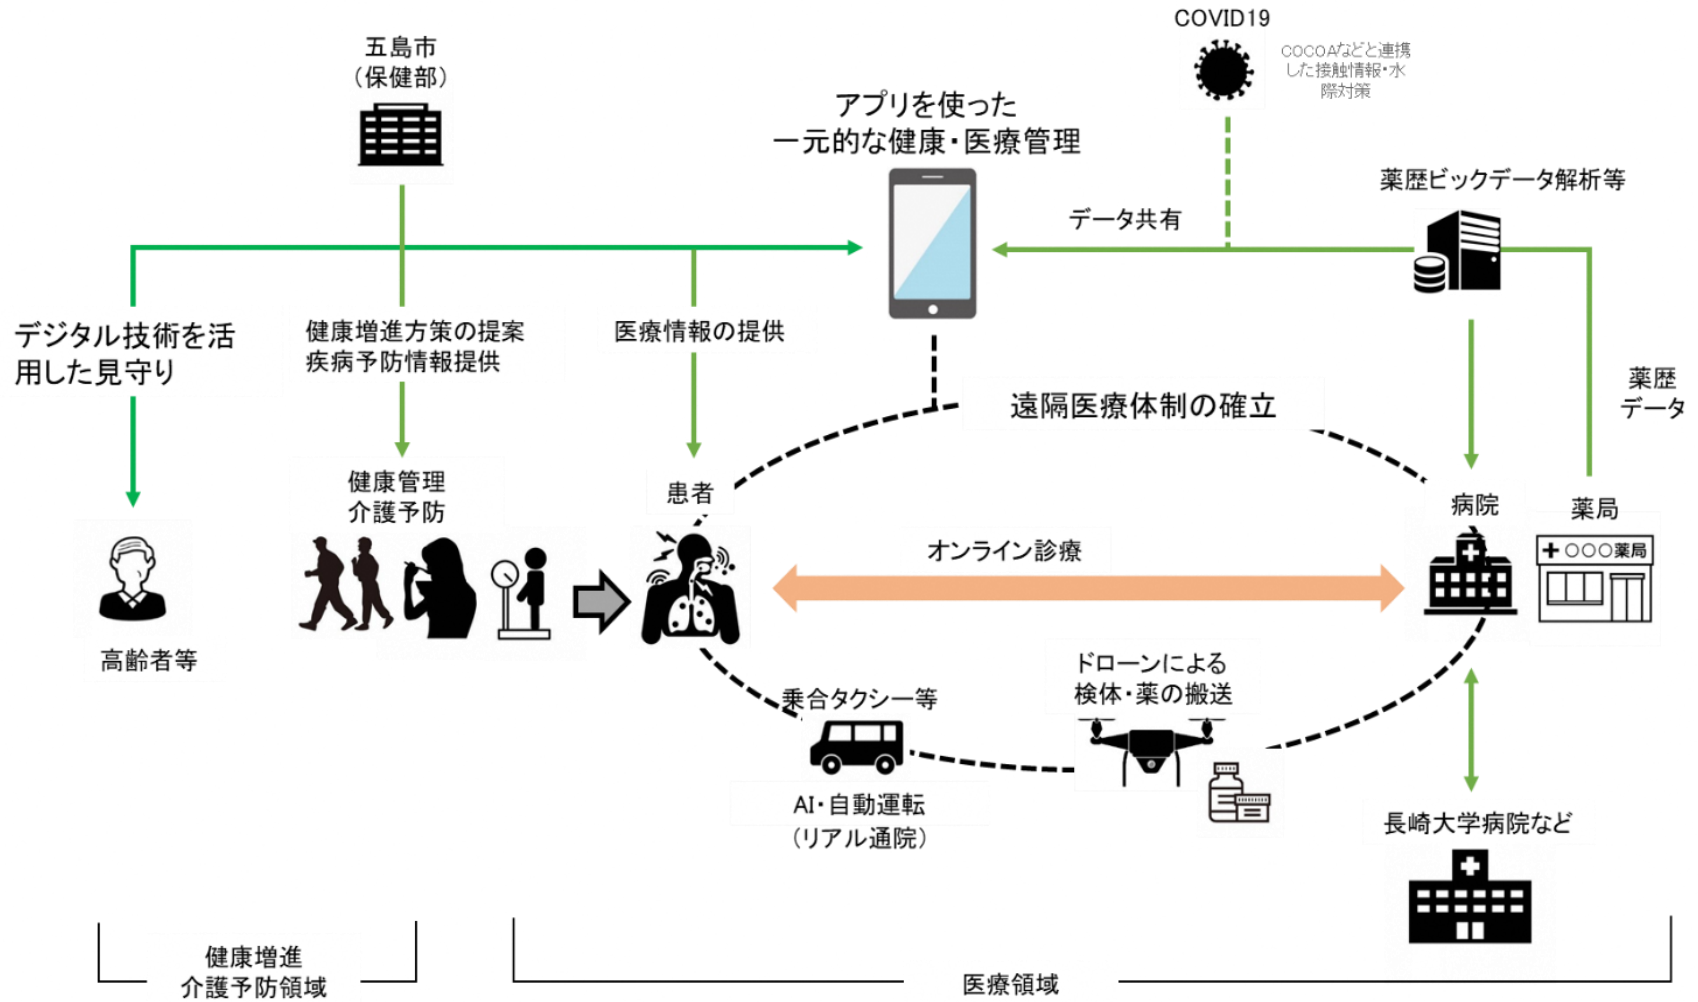 COVID19
COCOAなどと連携
した接触情報・水
際対策
五島市
（保健部）
アプリを使った
一元的な健康・医療管理
薬歴ビックデータ解析等
データ共有
デジタル技術を活
用した見守り
健康増進方策の提案
疾病予防情報提供
医療情報の提供
薬歴
データ
遠隔医療体制の確立
健康管理
介護予防
患者
病院
薬局
オンライン診療
＋○○○薬局
高齢者等
乗合タクシー等
ドローンによる
検体・薬の搬送
AI・自動運転
（リアル通院）
長崎大学病院など
健康増進
介護予防領域
医療領域